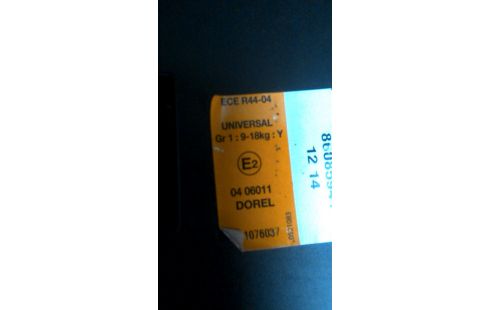 ECE R44-04
UNIVERSAL
Gr 1 : 9-18kg : Y
E2
04 06011
DOREL
1076037
12 14